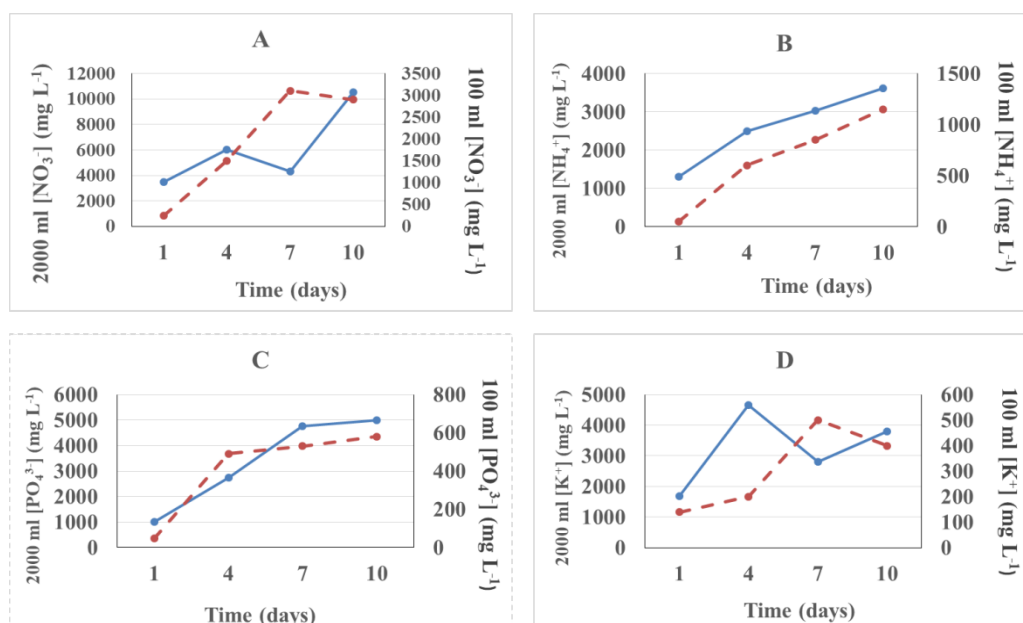 A
2000 ml [NO₃⁻] (mg L⁻¹)
12000
10000
8000
6000
4000
2000
0
3500
3000
2500
2000
1500
1000
500
0
100 ml [NO₃⁻] (mg L⁻¹)
1 4 7 10
Time (days)
B
2000 ml [NH₄⁺] (mg L⁻¹)
4000
3000
2000
1000
0
1500
1000
500
0
100 ml [NH₄⁺] (mg L⁻¹)
1 4 7 10
Time (days)
C
2000 ml [PO₄³⁻] (mg L⁻¹)
6000
5000
4000
3000
2000
1000
0
800
600
400
200
0
100 ml [PO₄³⁻] (mg L⁻¹)
1 4 7 10
Time (days)
D
2000 ml [K⁺] (mg L⁻¹)
5000
4000
3000
2000
1000
0
600
500
400
300
200
100
0
100 ml [K⁺] (mg L⁻¹)
1 4 7 10
Time (days)